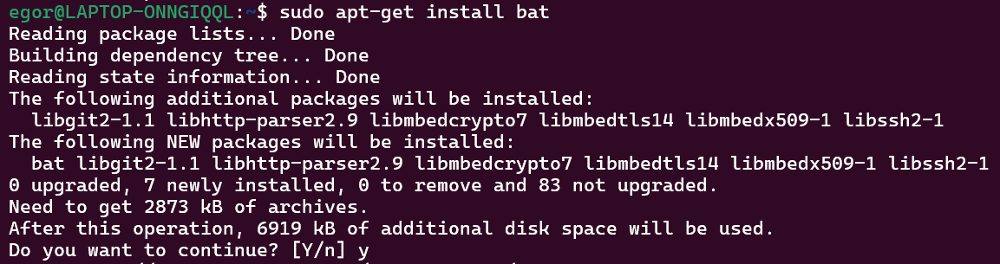 egor@LAPTOP-ONNGIQQL:~$ sudo apt-get install bat
Reading package lists... Done
Building dependency tree... Done
Reading state information... Done
The following additional packages will be installed:
  libgit2-1.1 libhttp-parser2.9 libmbedcrypto7 libmbedtls14 libmbedx509-1 libssh2-1
The following NEW packages will be installed:
  bat libgit2-1.1 libhttp-parser2.9 libmbedcrypto7 libmbedtls14 libmbedx509-1 libssh2-1
0 upgraded, 7 newly installed, 0 to remove and 83 not upgraded.
Need to get 2873 kB of archives.
After this operation, 6919 kB of additional disk space will be used.
Do you want to continue? [Y/n] y